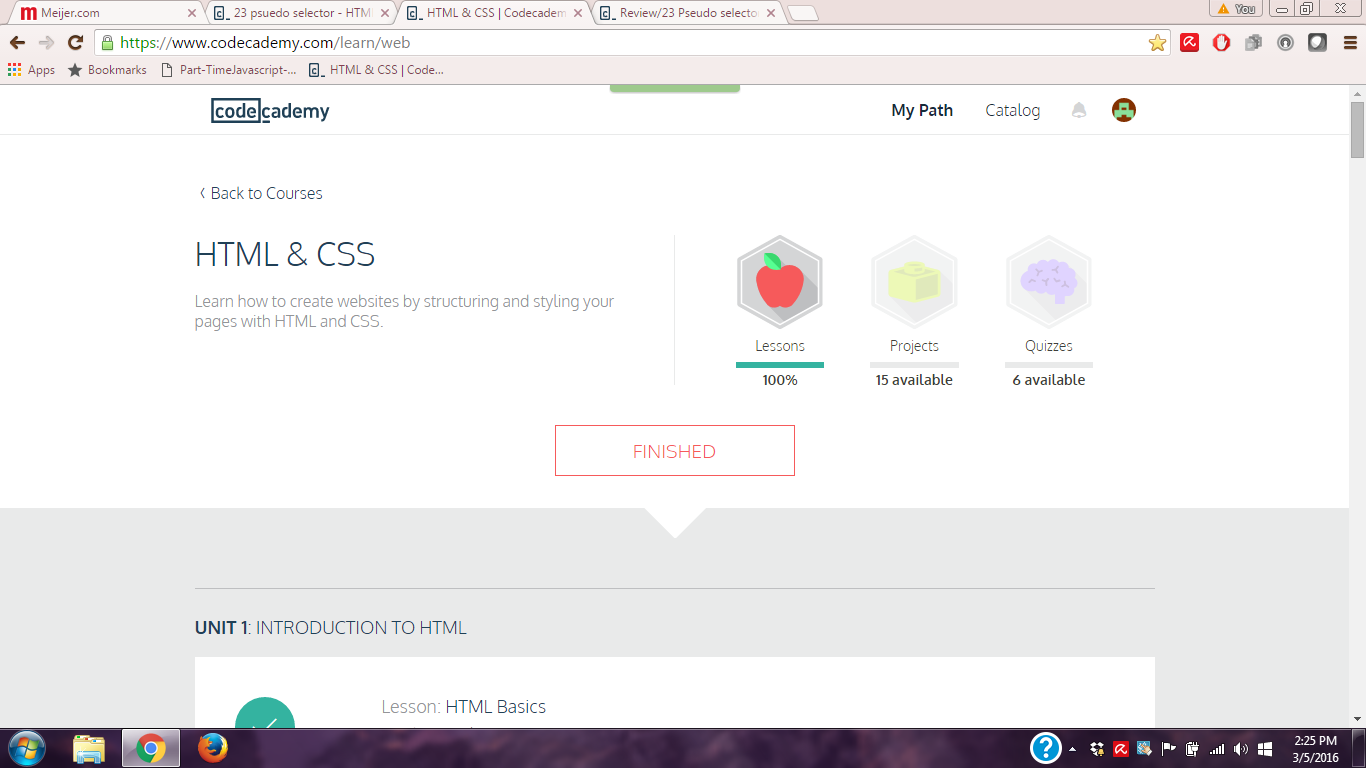 Meijer.com
23 psuedo selector - HTM
HTML & CSS | Codecadem
Review/23 Pseudo selecto
You
https://www.codecademy.com/learn/web
Apps
Bookmarks
Part-TimeJavascript-...
HTML & CSS | Code...
codecademy
My Path
Catalog
Back to Courses
HTML & CSS
Learn how to create websites by structuring and styling your
pages with HTML and CSS.
Lessons
Projects
Quizzes
100%
15 available
6 available
FINISHED
UNIT 1: INTRODUCTION TO HTML
Lesson: HTML Basics
2:25 PM
3/5/2016